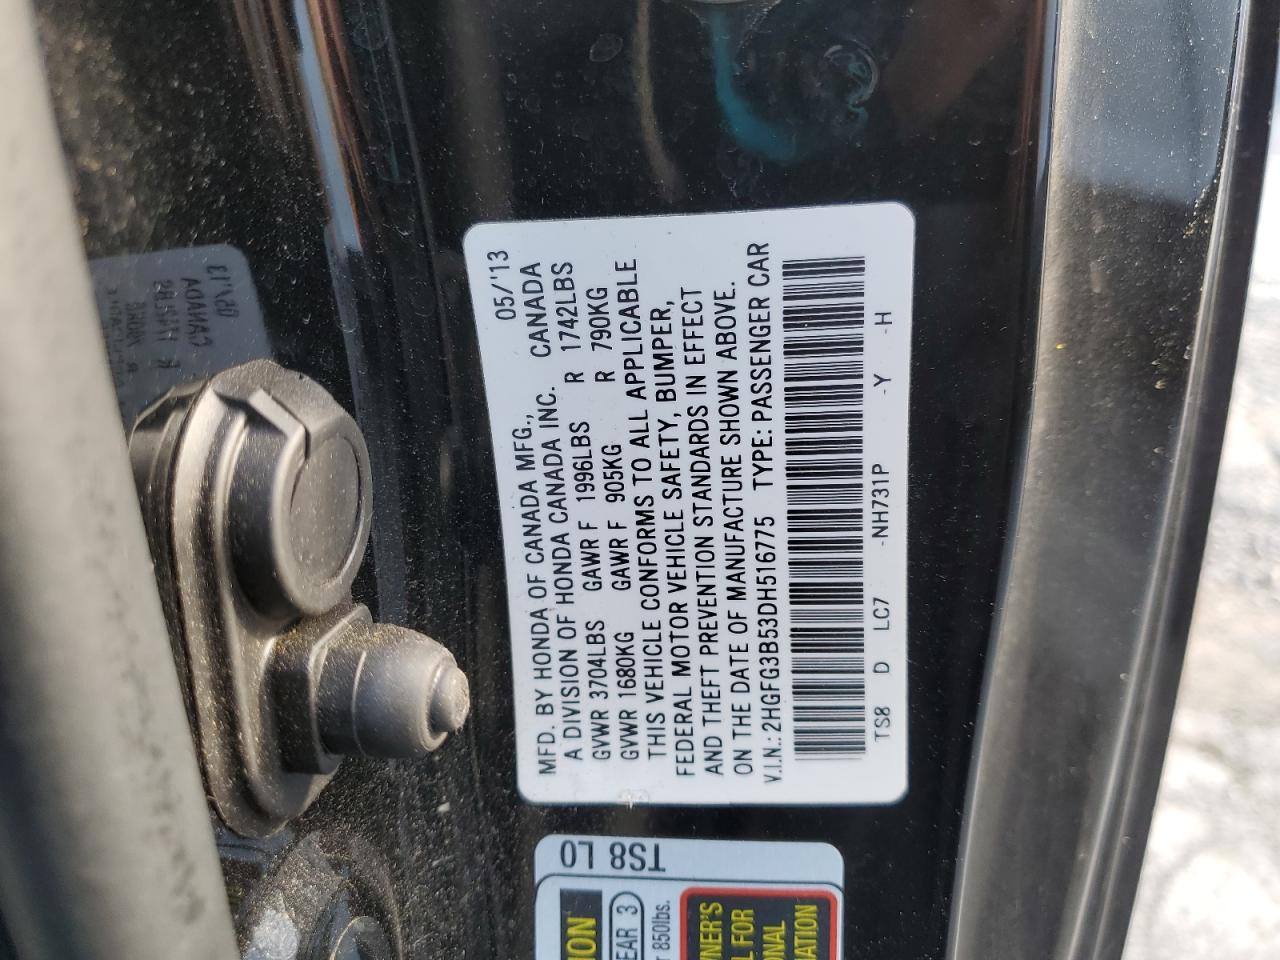 05/'13
MFD. BY HONDA OF CANADA MFG.,
A DIVISION OF HONDA CANADA INC. CANADA
GVWR 3704LBS GAWR F 1996LBS R 1742LBS
GVWR 1680KG GAWR F 905KG R 790KG
THIS VEHICLE CONFORMS TO ALL APPLICABLE
FEDERAL MOTOR VEHICLE SAFETY, BUMPER,
AND THEFT PREVENTION STANDARDS IN EFFECT
ON THE DATE OF MANUFACTURE SHOWN ABOVE.
V.I.N.: 2HGFG3B53DH516775 TYPE: PASSENGER CAR
TS8 D LC7 -NH731P -Y -H
TS8 L0
EAR 3
850lbs.